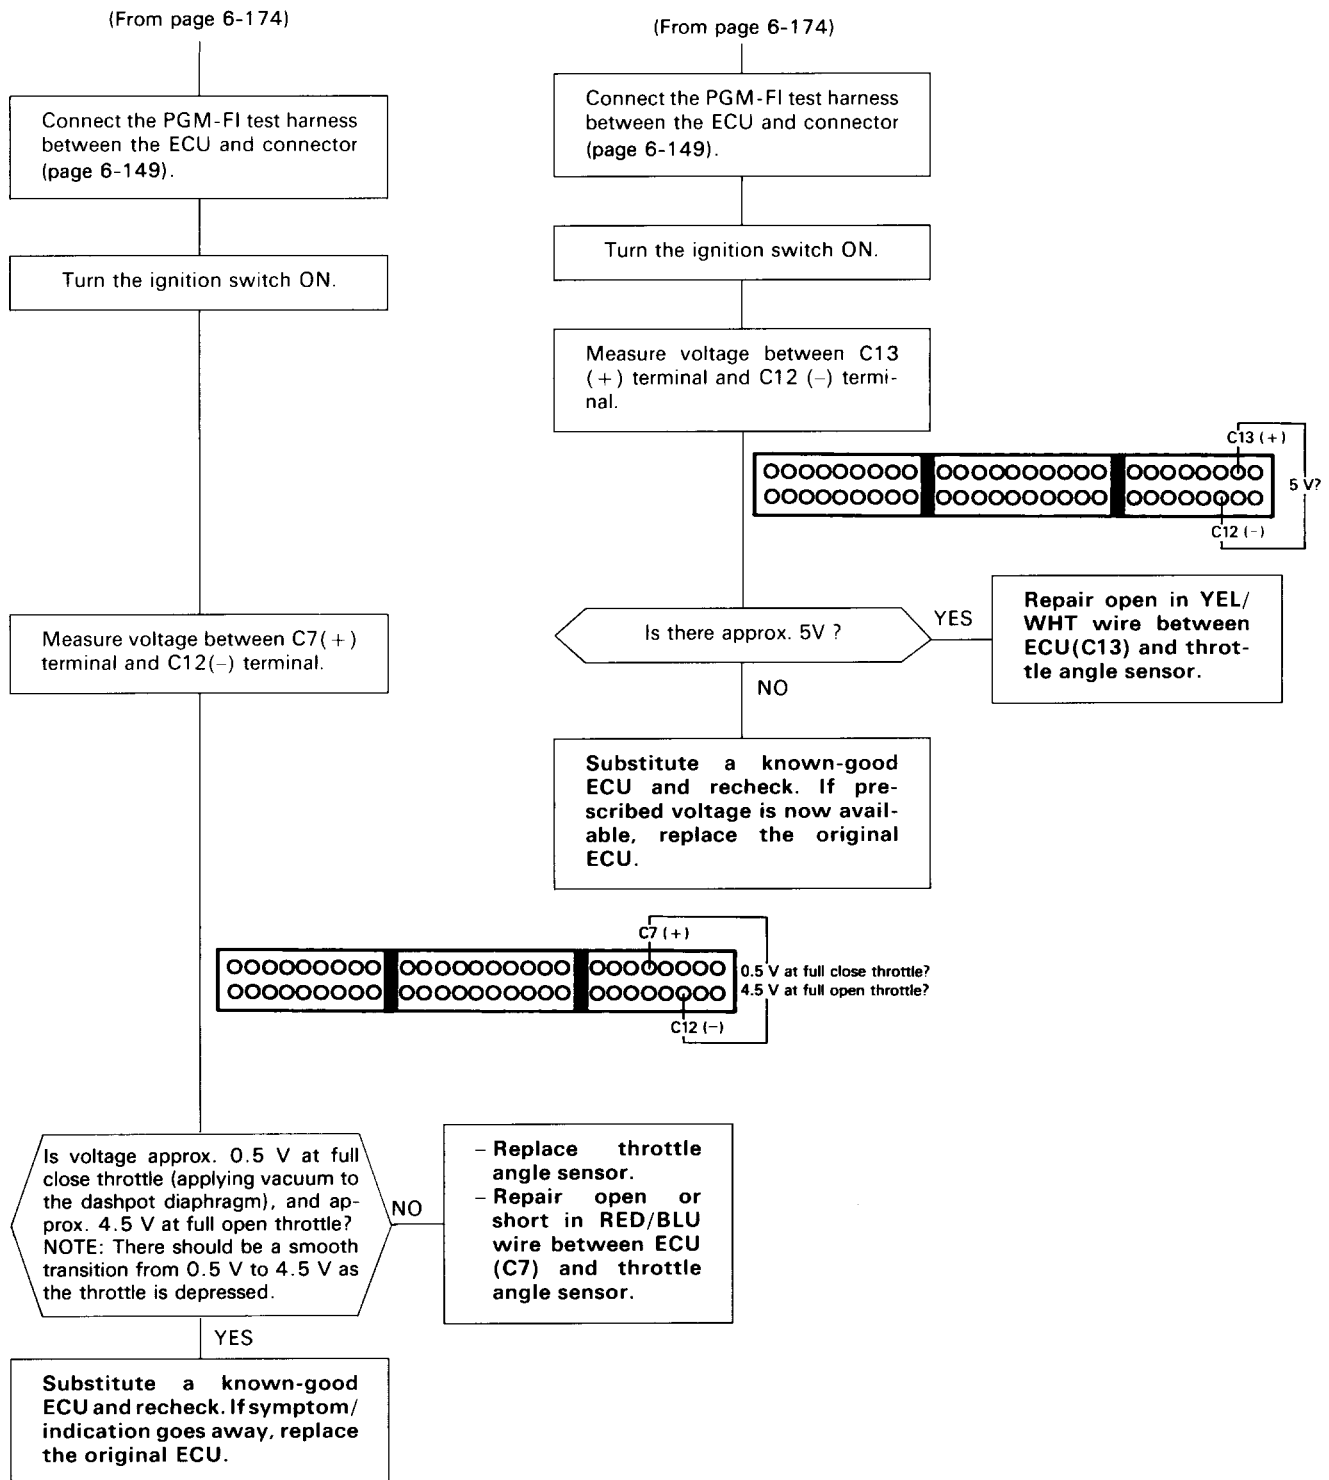 (From page 6-174)
Connect the PGM-FI test harness
between the ECU and connector
(page 6-149).
Turn the ignition switch ON.
Measure voltage between C7(+)
terminal and C12(−) terminal.
(From page 6-174)
Connect the PGM-FI test harness
between the ECU and connector
(page 6-149).
Turn the ignition switch ON.
Measure voltage between C13
(+) terminal and C12 (−) termi-
nal.
C13 (+)
5 V?
C12 (−)
Is there approx. 5V ?
YES
Repair open in YEL/
WHT wire between
ECU(C13) and throt-
tle angle sensor.
NO
Substitute a known-good
ECU and recheck. If pre-
scribed voltage is now avail-
able, replace the original
ECU.
C7 (+)
0.5 V at full close throttle?
4.5 V at full open throttle?
C12 (−)
Is voltage approx. 0.5 V at full
close throttle (applying vacuum to
the dashpot diaphragm), and ap-
prox. 4.5 V at full open throttle?
NOTE: There should be a smooth
transition from 0.5 V to 4.5 V as
the throttle is depressed.
NO
– Replace throttle
angle sensor.
– Repair open or
short in RED/BLU
wire between ECU
(C7) and throttle
angle sensor.
YES
Substitute a known-good
ECU and recheck. If symptom/
indication goes away, replace
the original ECU.